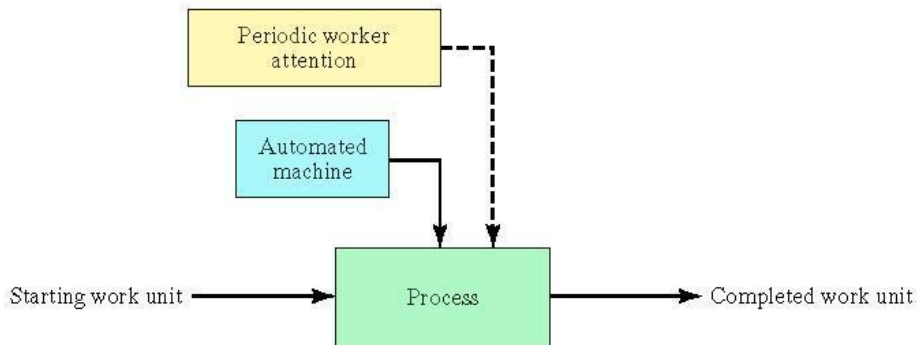 Periodic worker
attention
Automated
machine
Starting work unit
Process
Completed work unit